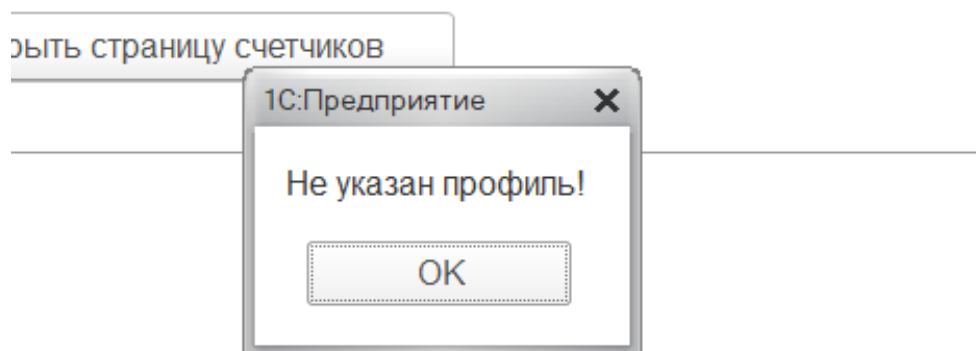 рыть страницу счетчиков
1С:Предприятие
Не указан профиль!
OK